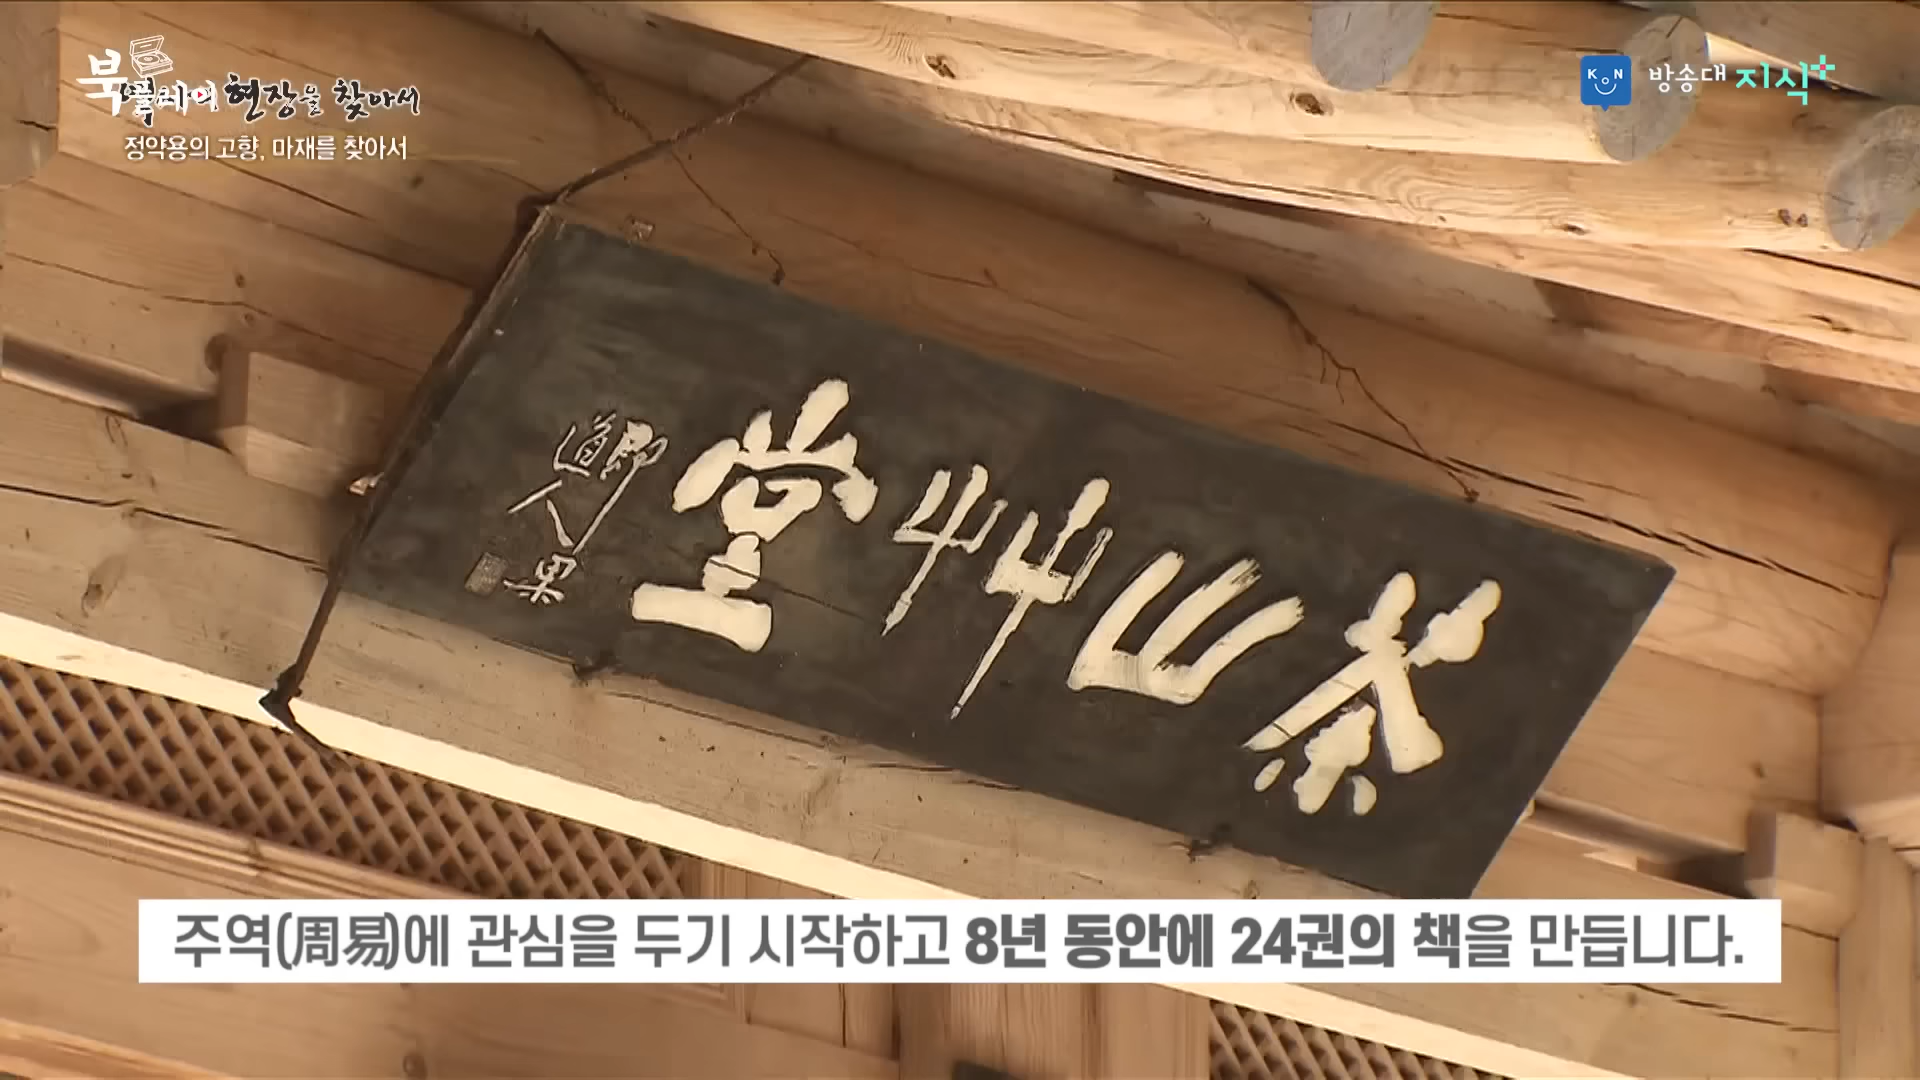 북 현장을 찾아서
정약용의 고향, 마재를 찾아서
KNOU 방송대 지식+
茶山艸堂
주역(周易)에 관심을 두기 시작하고 8년 동안에 24권의 책을 만듭니다.